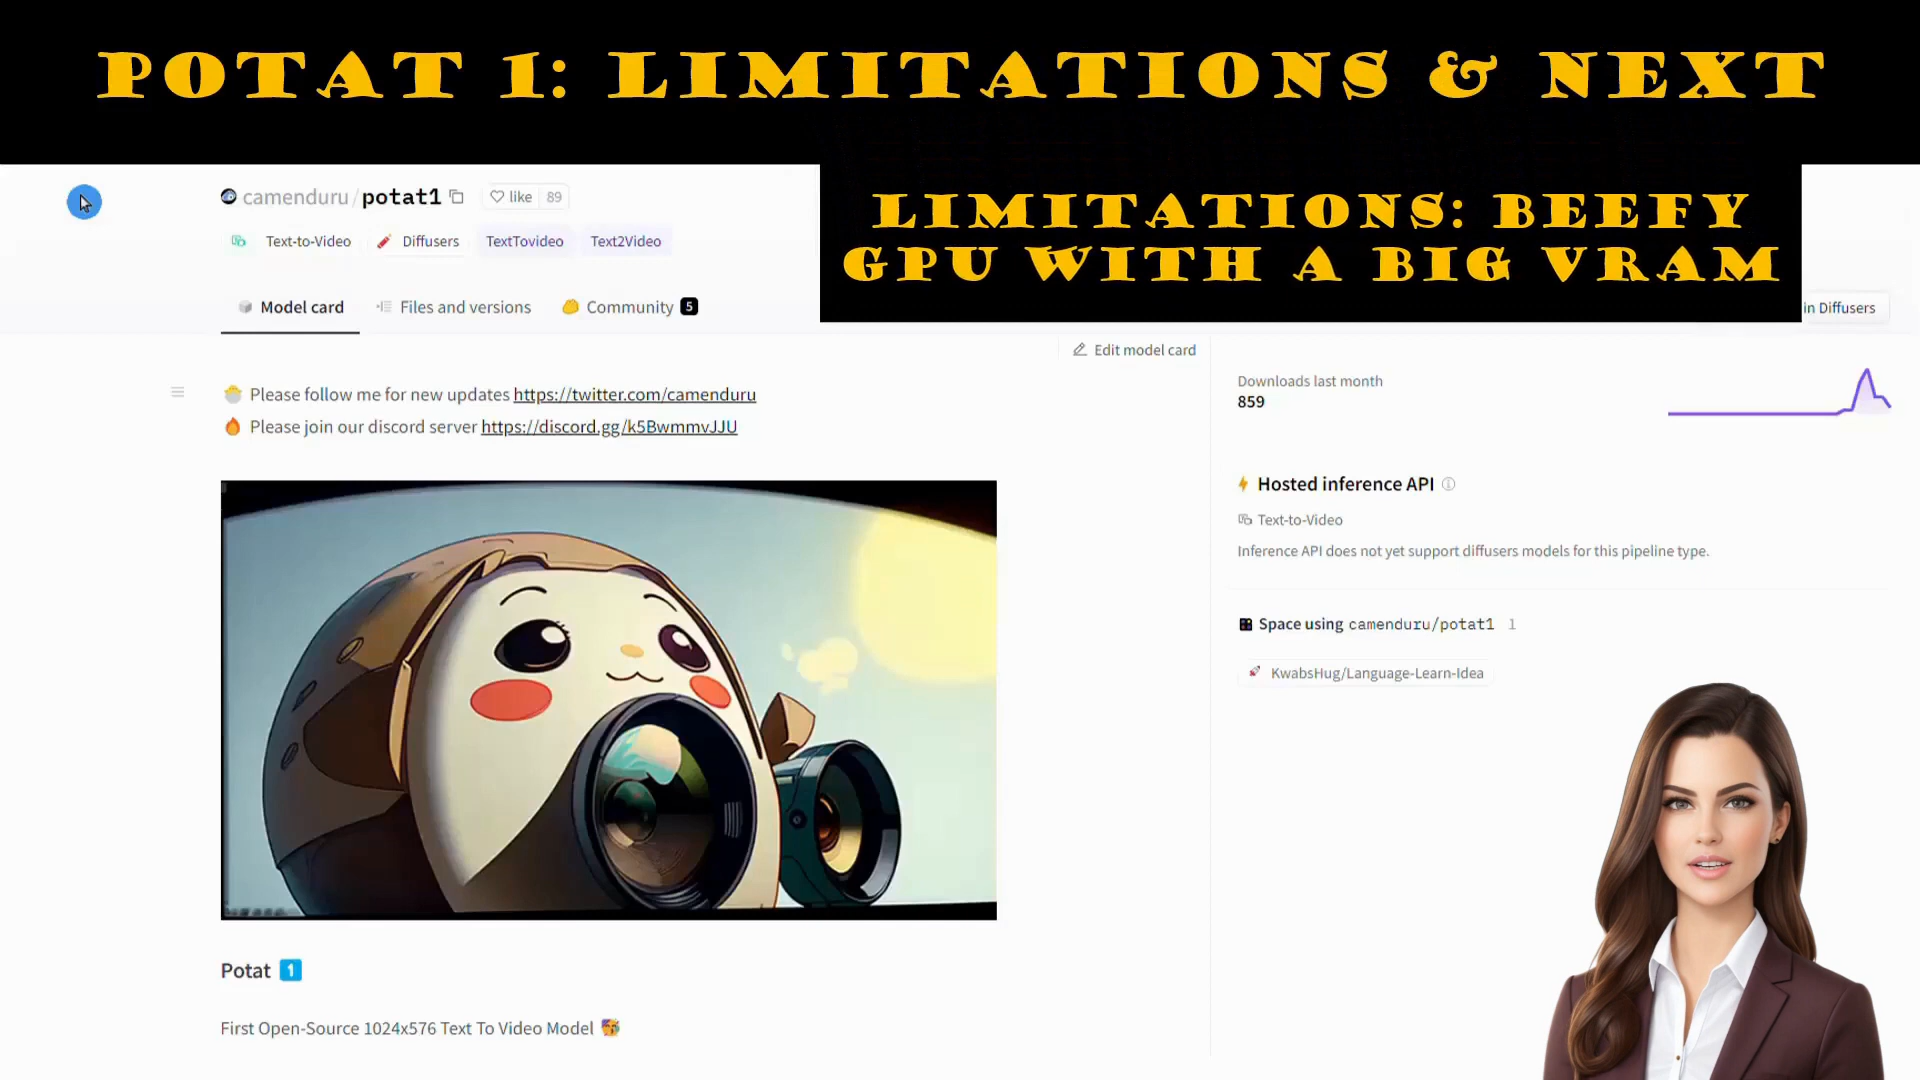 POTAT 1: LIMITATIONS & NEXT
LIMITATIONS: BEEFY
GPU WITH A BIG VRAM
camenduru/potat1
like 89
Text-to-Video Diffusers TextTovideo Text2Video
Model card Files and versions Community 5
in Diffusers
Edit model card
Please follow me for new updates https://twitter.com/camenduru
Please join our discord server https://discord.gg/k5BwmmvJJU
Potat 1
First Open-Source 1024x576 Text To Video Model
Downloads last month
859
Hosted inference API
Text-to-Video
Inference API does not yet support diffusers models for this pipeline type.
Space using camenduru/potat1 1
KwabsHug/Language-Learn-Idea